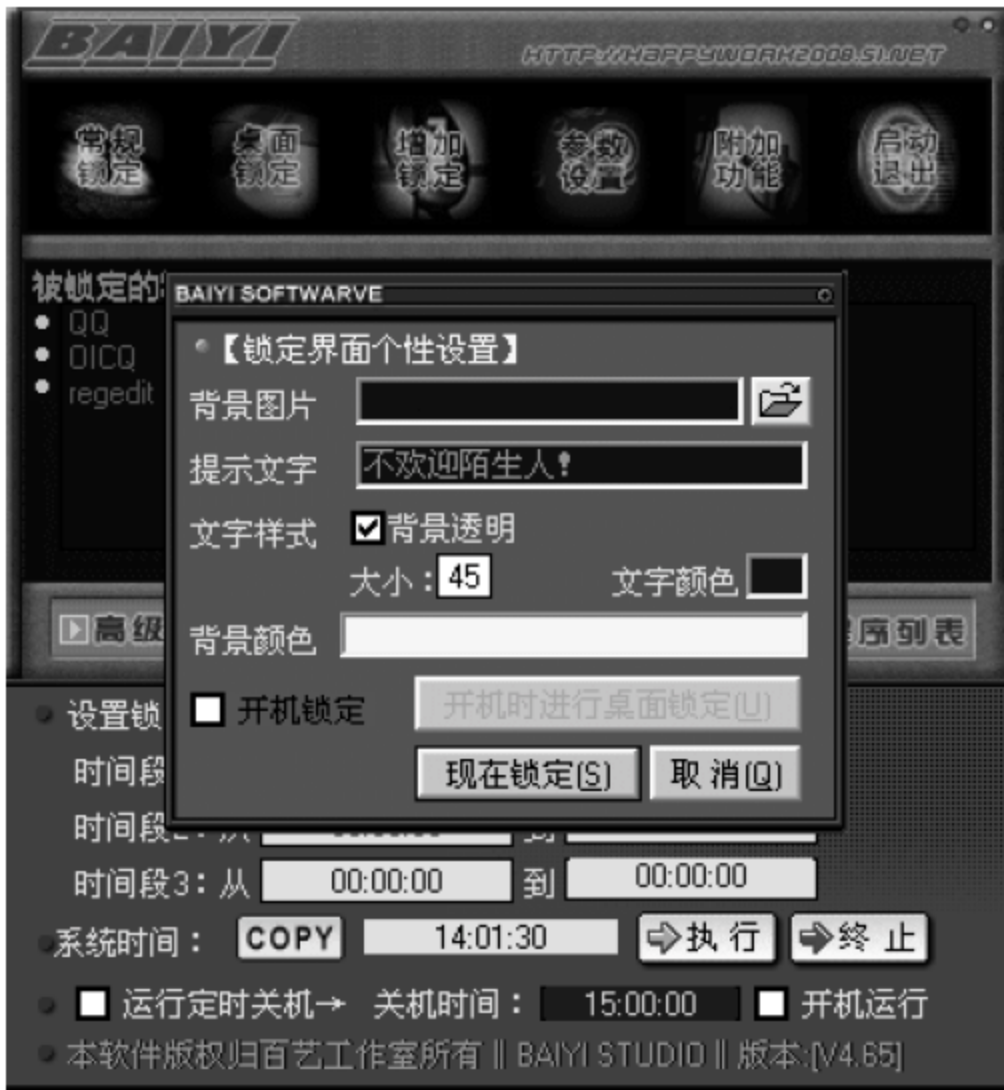 BAIYI
HTTP://HAPPYWORK2008.51.NET
常规锁定
桌面锁定
增加锁定
参数设置
附加功能
启动退出
被锁定的
QQ
OICQ
regedit
BAIYI SOFTWARVE
【锁定界面个性设置】
背景图片
提示文字 不欢迎陌生人!
文字样式 背景透明
大小: 45 文字颜色
背景颜色
开机锁定 开机时进行桌面锁定(U)
现在锁定(S) 取 消(Q)
高级
序列表
设置锁
时间段
时间段2: 从 到
时间段3: 从 00:00:00 到 00:00:00
系统时间: COPY 14:01:30 执 行 终 止
运行定时关机→ 关机时间: 15:00:00 开机运行
本软件版权归百艺工作室所有 ‖ BAIYI STUDIO ‖ 版本:[V4.65]